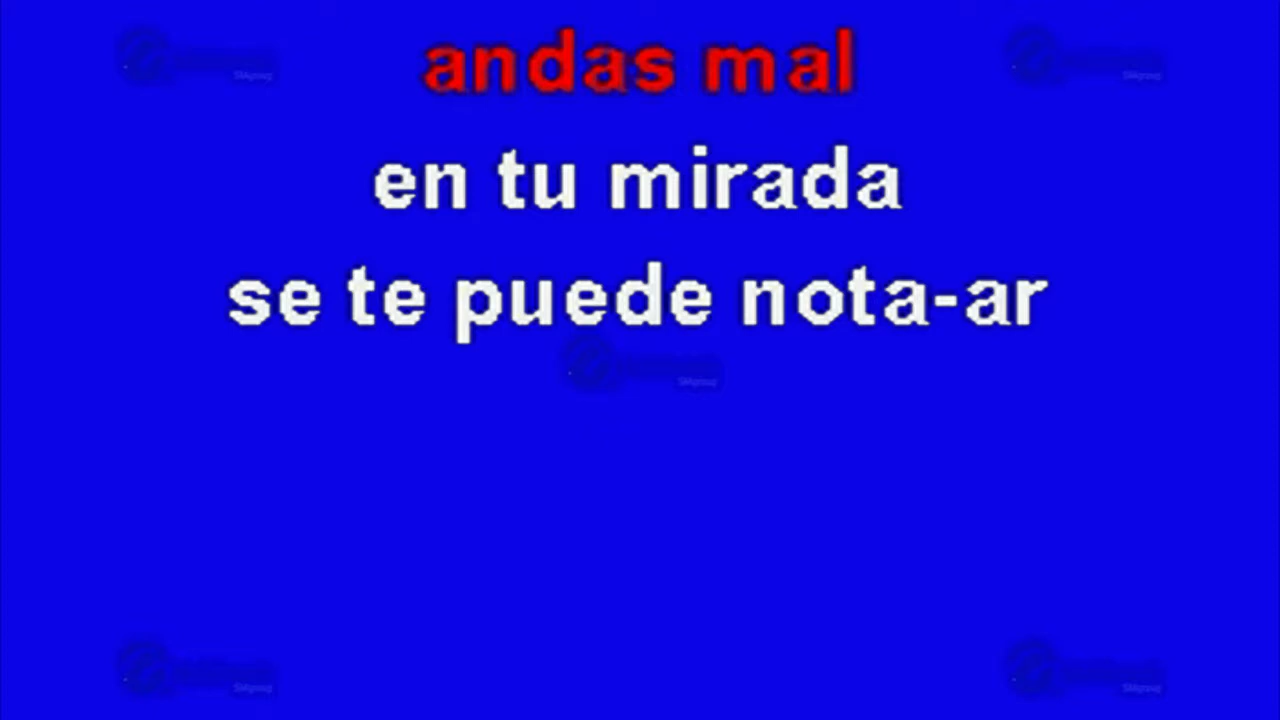 andas mal
en tu mirada
se te puede nota-ar